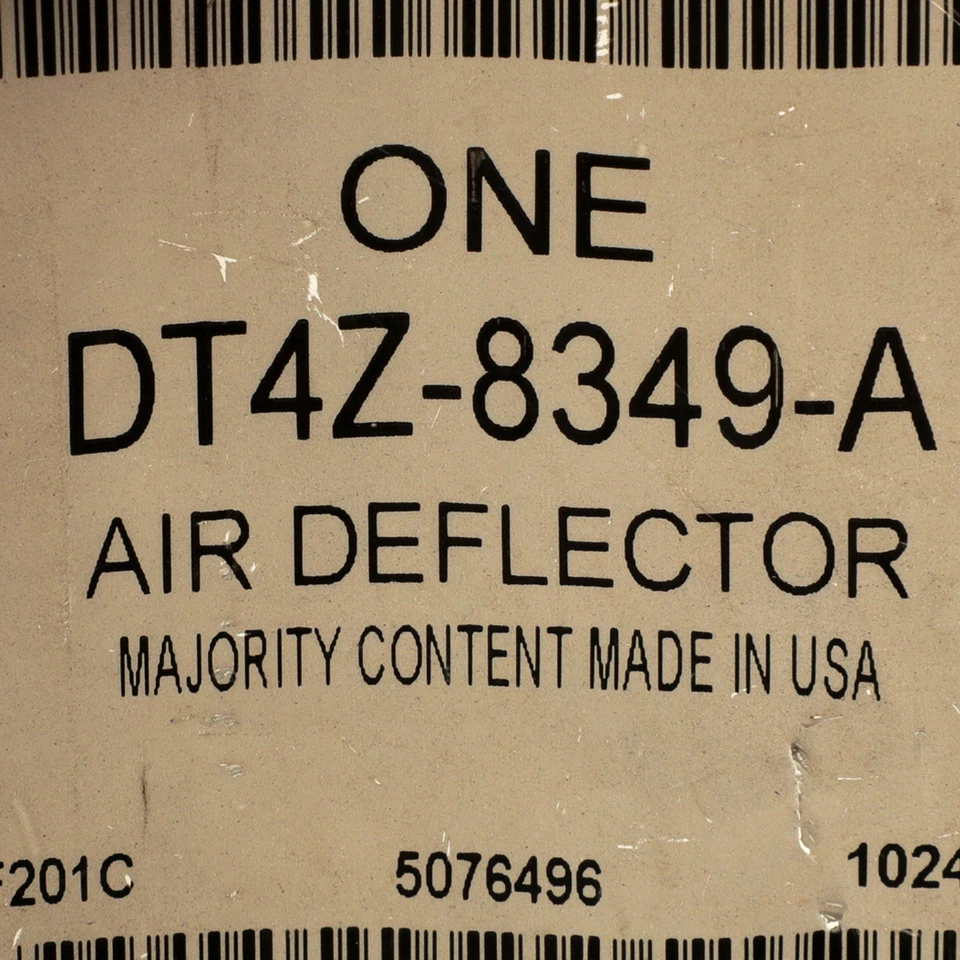 ONE
DT4Z-8349-A
AIR DEFLECTOR
MAJORITY CONTENT MADE IN USA
F201C 5076496 1024